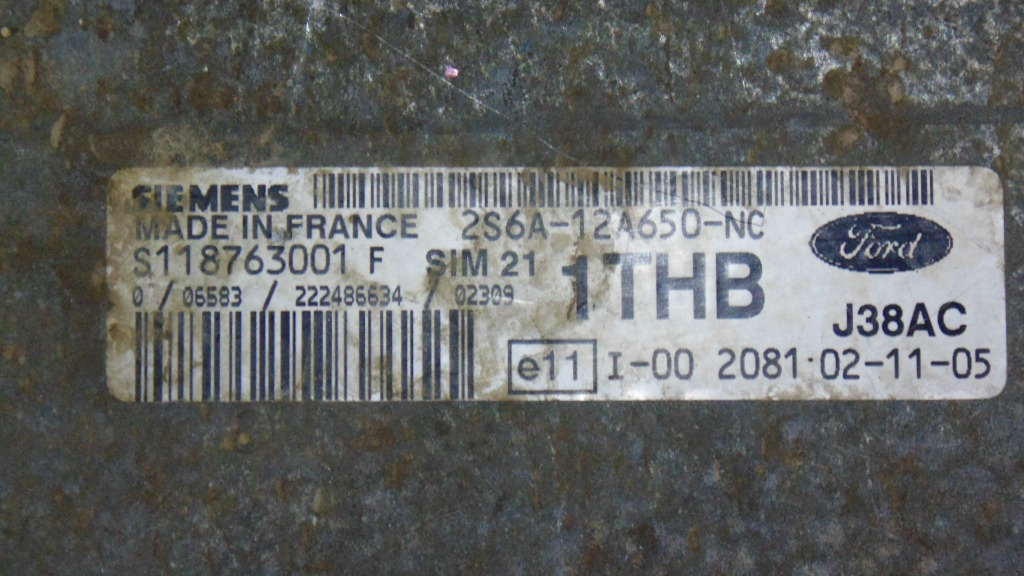 SIEMENS
MADE IN FRANCE 2S6A-12A650-NC
Ford
S118763001 F SIM 21 1THB
0 / 06583 / 222486634 / 02309
J38AC
e11 I-00 2081 02-11-05